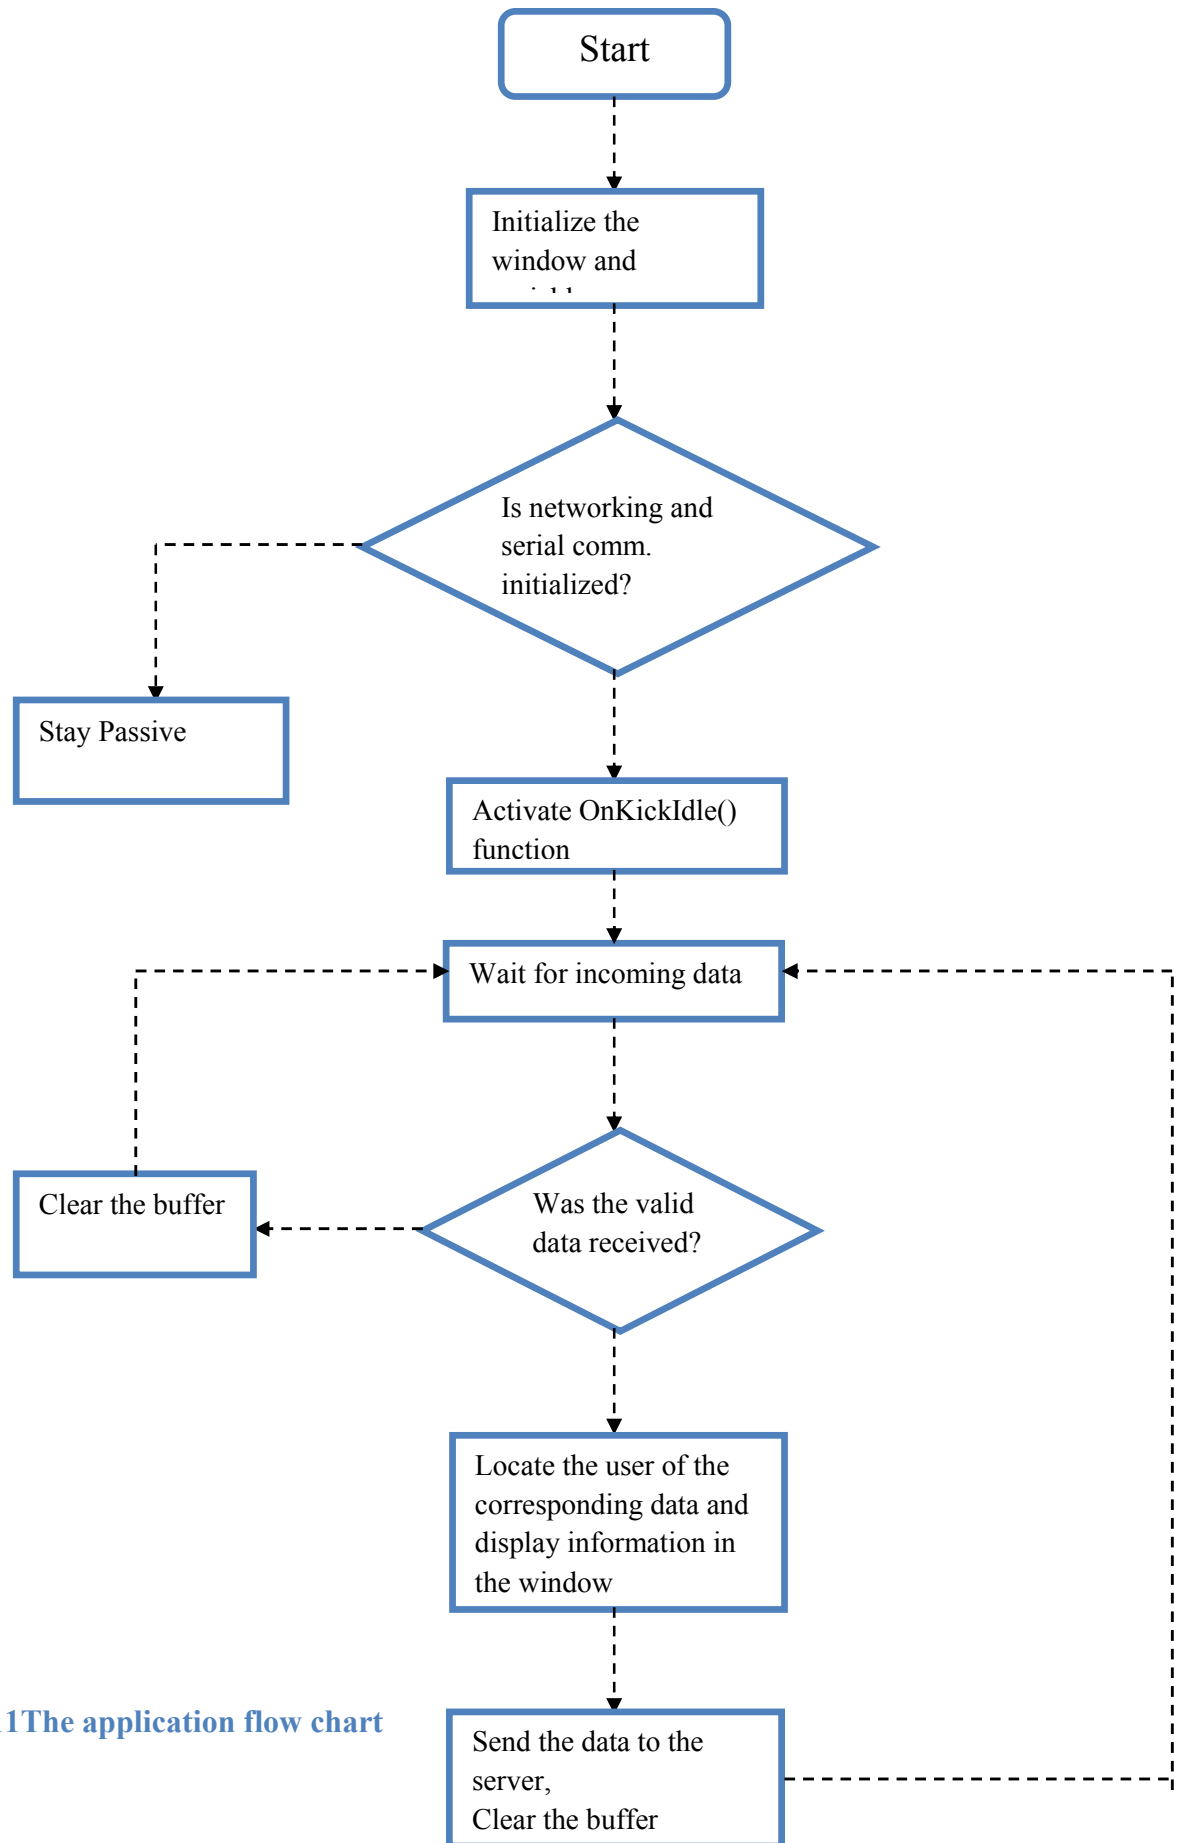 Start
Initialize the
window and
Is networking and
serial comm.
initialized?
Stay Passive
Activate OnKickIdle()
function
Wait for incoming data
Clear the buffer
Was the valid
data received?
Locate the user of the
corresponding data and
display information in
the window
1The application flow chart
Send the data to the
server,
Clear the buffer